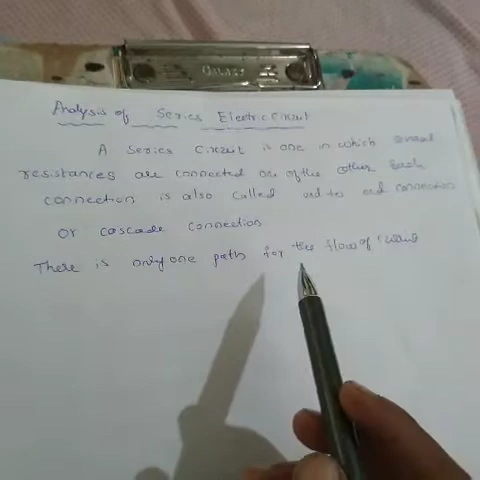 GALAXY
Analysis of Series Electric Circuit
A Series Circuit is one in which several
resistances are connected one after the other Such
connection is also called end to end connection
or cascade connection
There is only one path for the flow of current